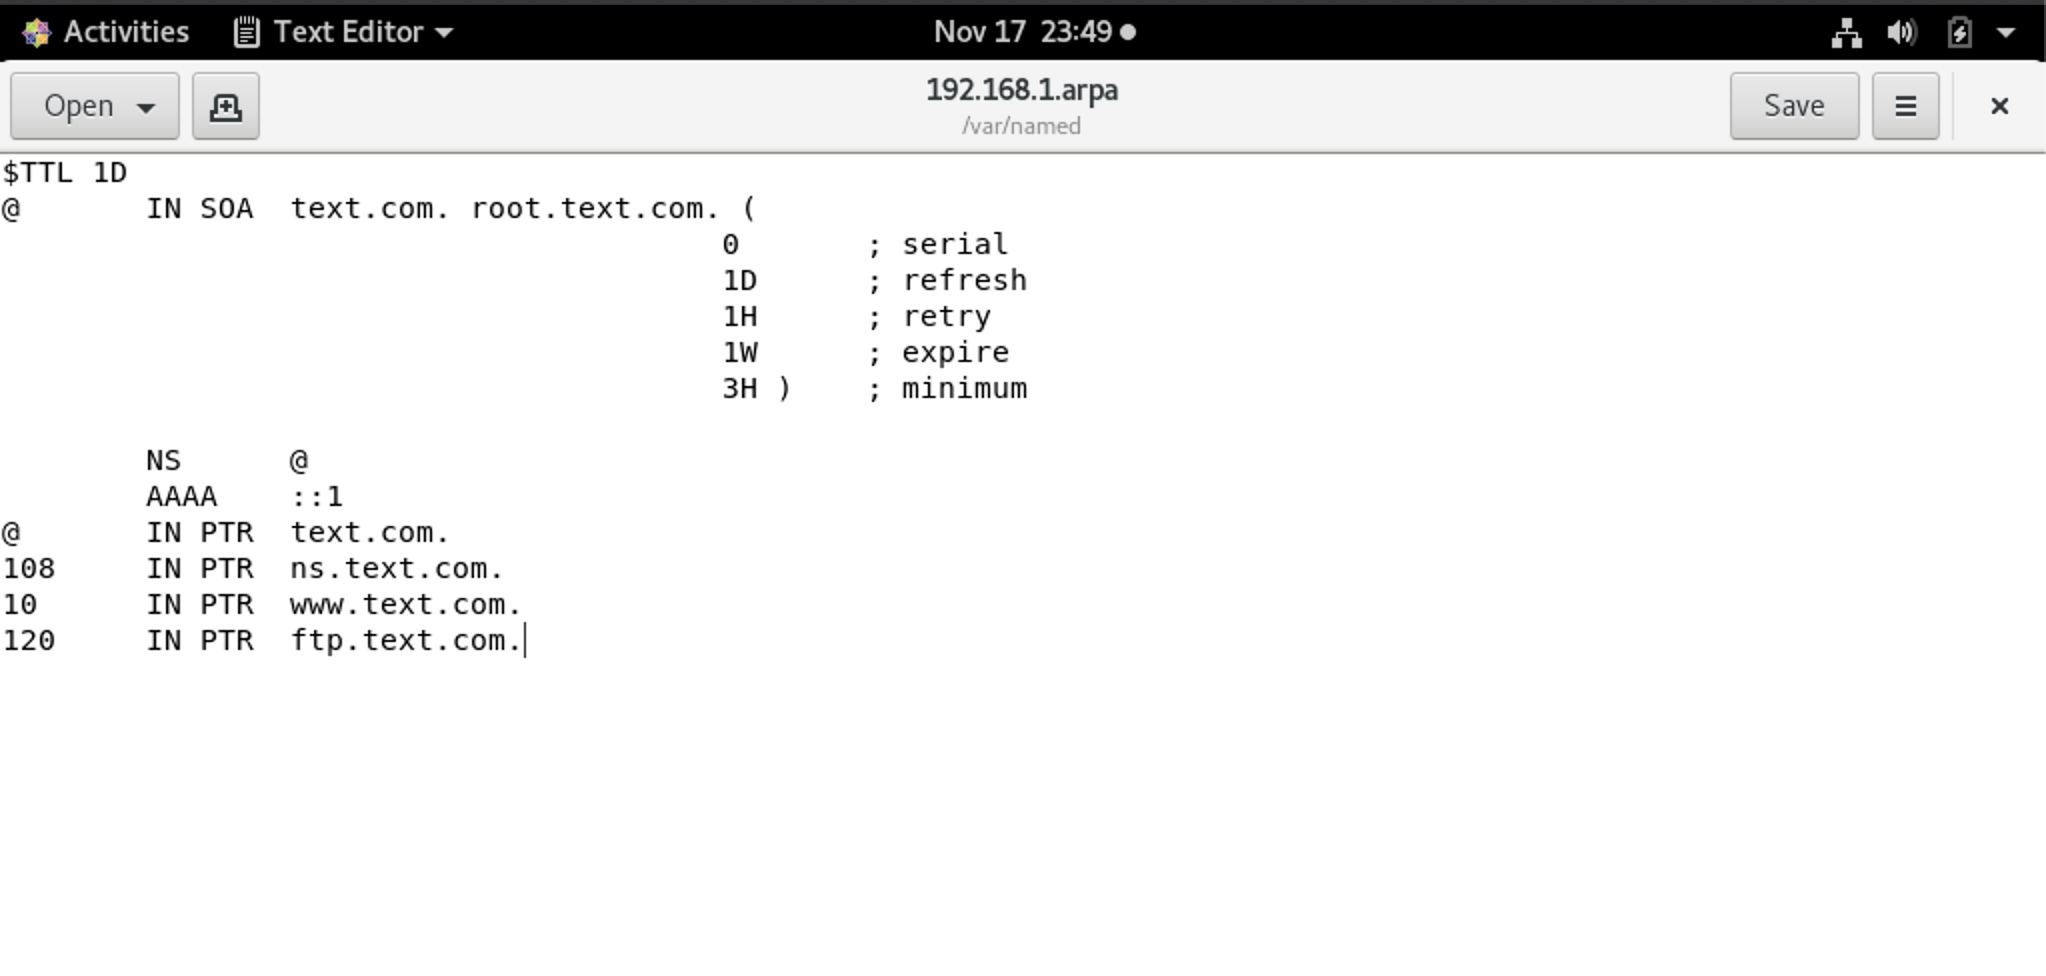 Activities Text Editor Nov 17 23:49
Open 192.168.1.arpa Save
/var/named
$TTL 1D
@ IN SOA text.com. root.text.com. (
0 ; serial
1D ; refresh
1H ; retry
1W ; expire
3H ) ; minimum
NS @
AAAA ::1
@ IN PTR text.com.
108 IN PTR ns.text.com.
10 IN PTR www.text.com.
120 IN PTR ftp.text.com.